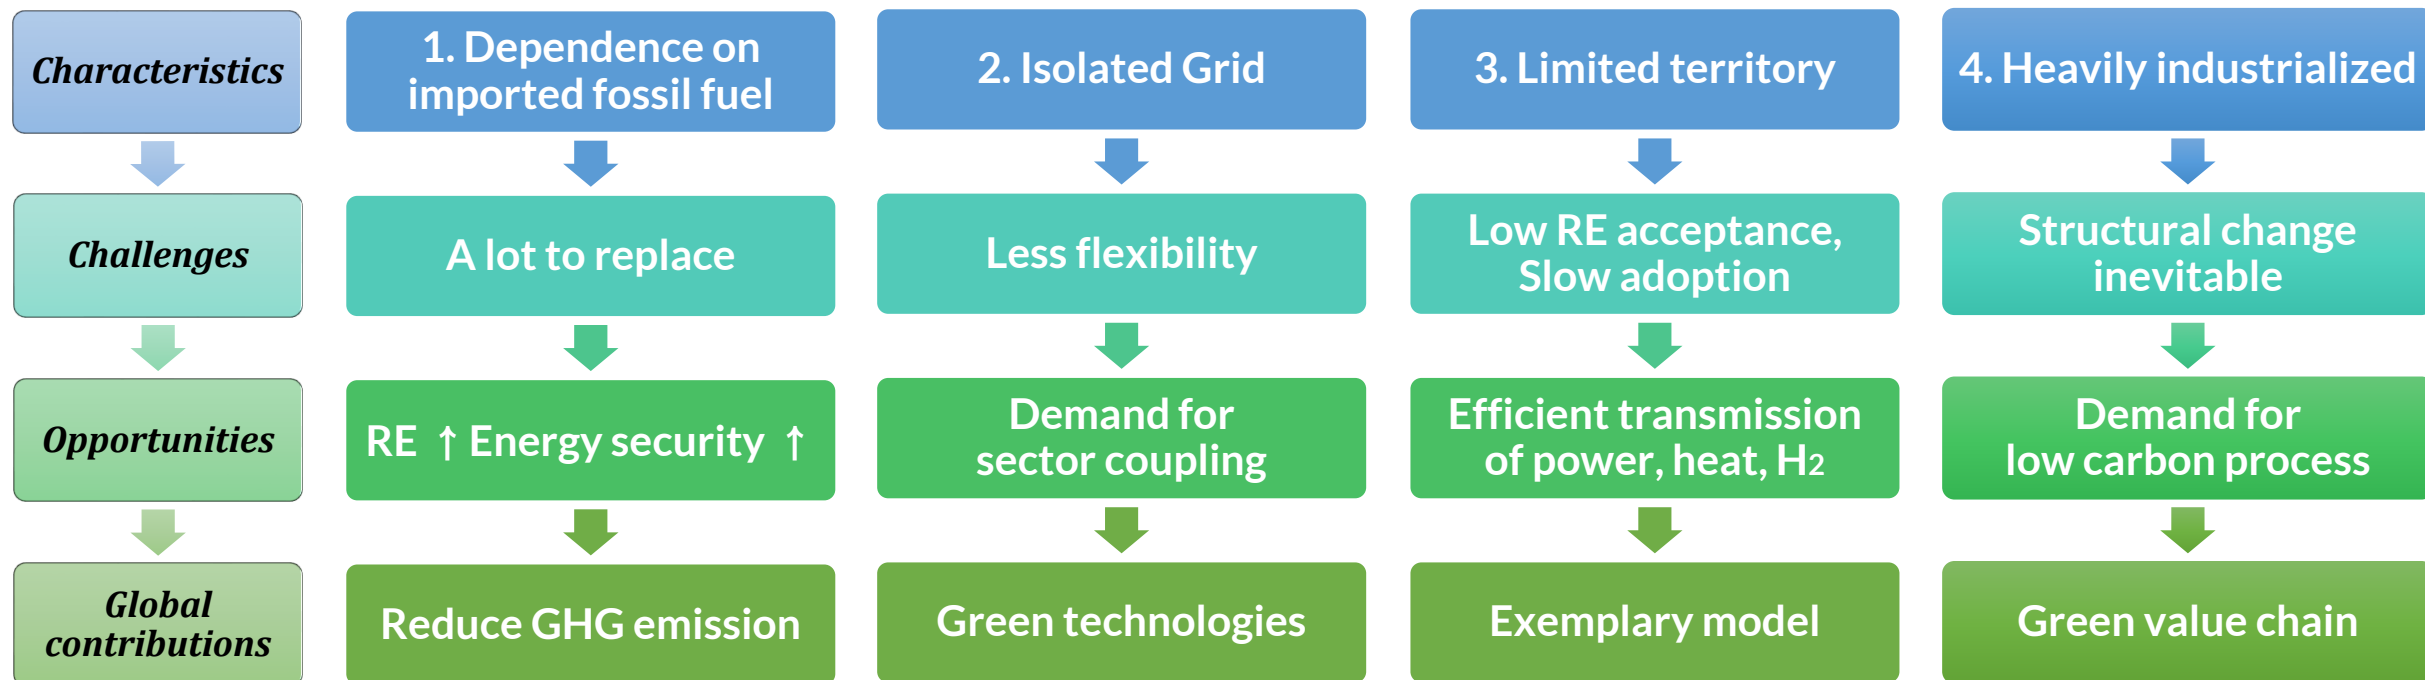 Characteristics
1. Dependence on
imported fossil fuel
2. Isolated Grid
3. Limited territory
4. Heavily industrialized
Challenges
A lot to replace
Less flexibility
Low RE acceptance,
Slow adoption
Structural change
inevitable
Opportunities
RE ↑ Energy security ↑
Demand for
sector coupling
Efficient transmission
of power, heat, H2
Demand for
low carbon process
Global
contributions
Reduce GHG emission
Green technologies
Exemplary model
Green value chain